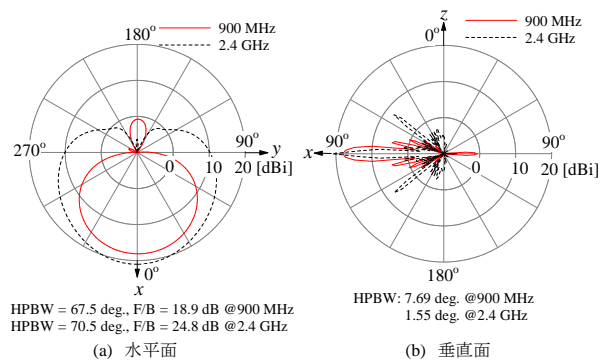 900 MHz
2.4 GHz
180°
270°
90°
y
0
10
20
[dBi]
x
0°
HPBW = 67.5 deg., F/B = 18.9 dB @900 MHz
HPBW = 70.5 deg., F/B = 24.8 dB @2.4 GHz
(a) 水平面
z
900 MHz
2.4 GHz
0°
90°
x
90°
0
10
20
[dBi]
180°
HPBW: 7.69 deg. @900 MHz
1.55 deg. @2.4 GHz
(b) 垂直面